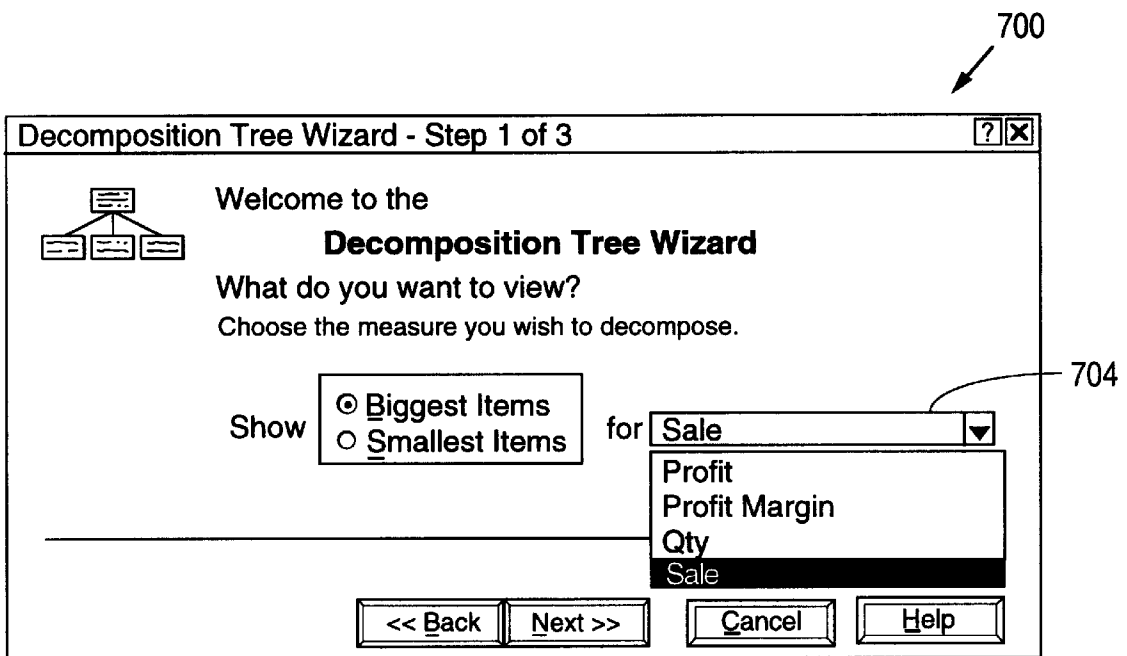 700
Decomposition Tree Wizard - Step 1 of 3
?
X
Welcome to the
Decomposition Tree Wizard
What do you want to view?
Choose the measure you wish to decompose.
704
Show
Biggest Items
Smallest Items
for
Sale
Profit
Profit Margin
Qty
Sale
<< Back
Next >>
Cancel
Help